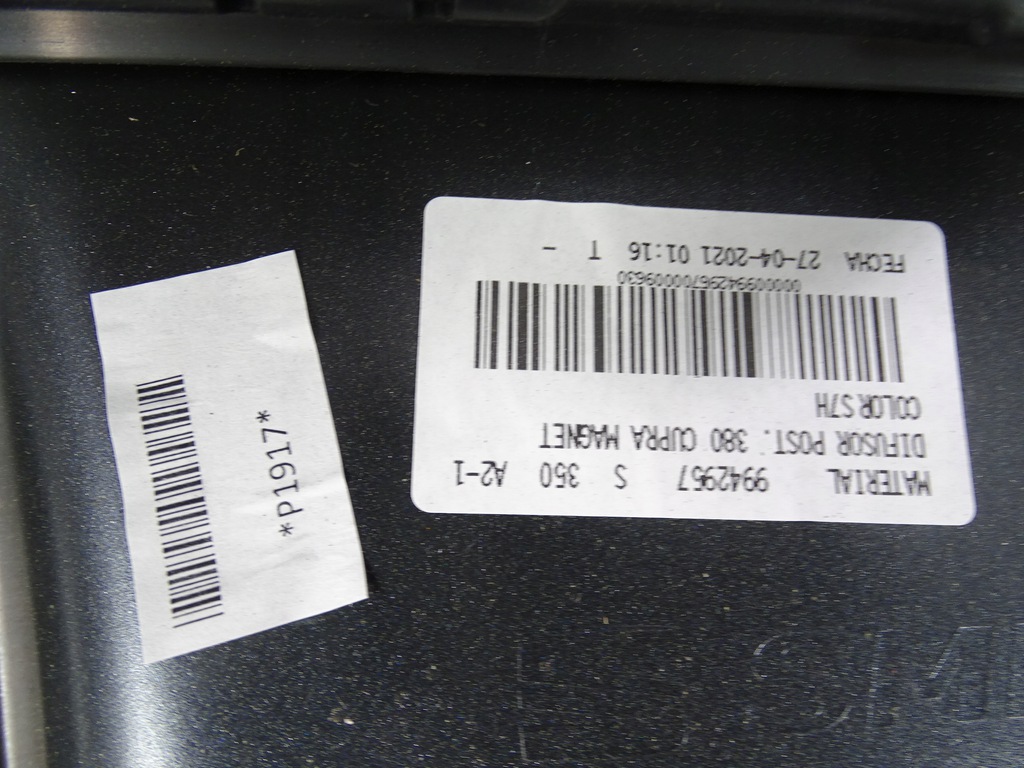 MATERIAL 9942957 S 350 A2-1
DIFUSOR POST. 380 CUPRA MAGNET
COLOR S7H
000009942967000009630
FECHA 27-04-2021 01:16 T -
*P1917*